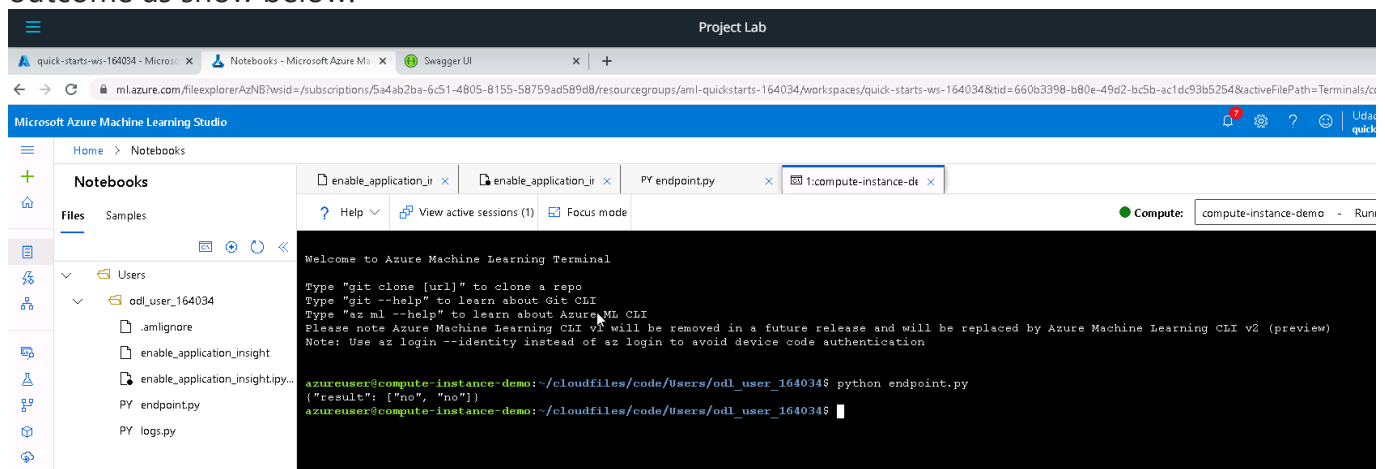 outcome as show below:
Project Lab
quick-starts-ws-164034 - Microso
Notebooks - Microsoft Azure Ma
Swagger UI
ml.azure.com/fileexplorerAzNB?wsid=/subscriptions/5a4ab2ba-6c51-4805-8155-58759ad589d8/resourcegroups/aml-quickstarts-164034/workspaces/quick-starts-ws-164034&tid=660b3398-b80e-49d2-bc5b-ac1dc93b5254&activeFilePath=Terminals/c
Microsoft Azure Machine Learning Studio
7
Udac
quick
Home > Notebooks
Notebooks
enable_application_ir
enable_application_ir
PY endpoint.py
1:compute-instance-de
Files Samples
? Help
View active sessions (1)
Focus mode
Compute:
compute-instance-demo - Runn
Users
odl_user_164034
.amlignore
enable_application_insight
enable_application_insight.ipy...
PY endpoint.py
PY logs.py
Welcome to Azure Machine Learning Terminal
Type "git clone [url]" to clone a repo
Type "git --help" to learn about Git CLI
Type "az ml --help" to learn about Azure ML CLI
Please note Azure Machine Learning CLI v1 will be removed in a future release and will be replaced by Azure Machine Learning CLI v2 (preview)
Note: Use az login --identity instead of az login to avoid device code authentication
azureuser@compute-instance-demo:~/cloudfiles/code/Users/odl_user_164034$ python endpoint.py
{"result": ["no", "no"]}
azureuser@compute-instance-demo:~/cloudfiles/code/Users/odl_user_164034$